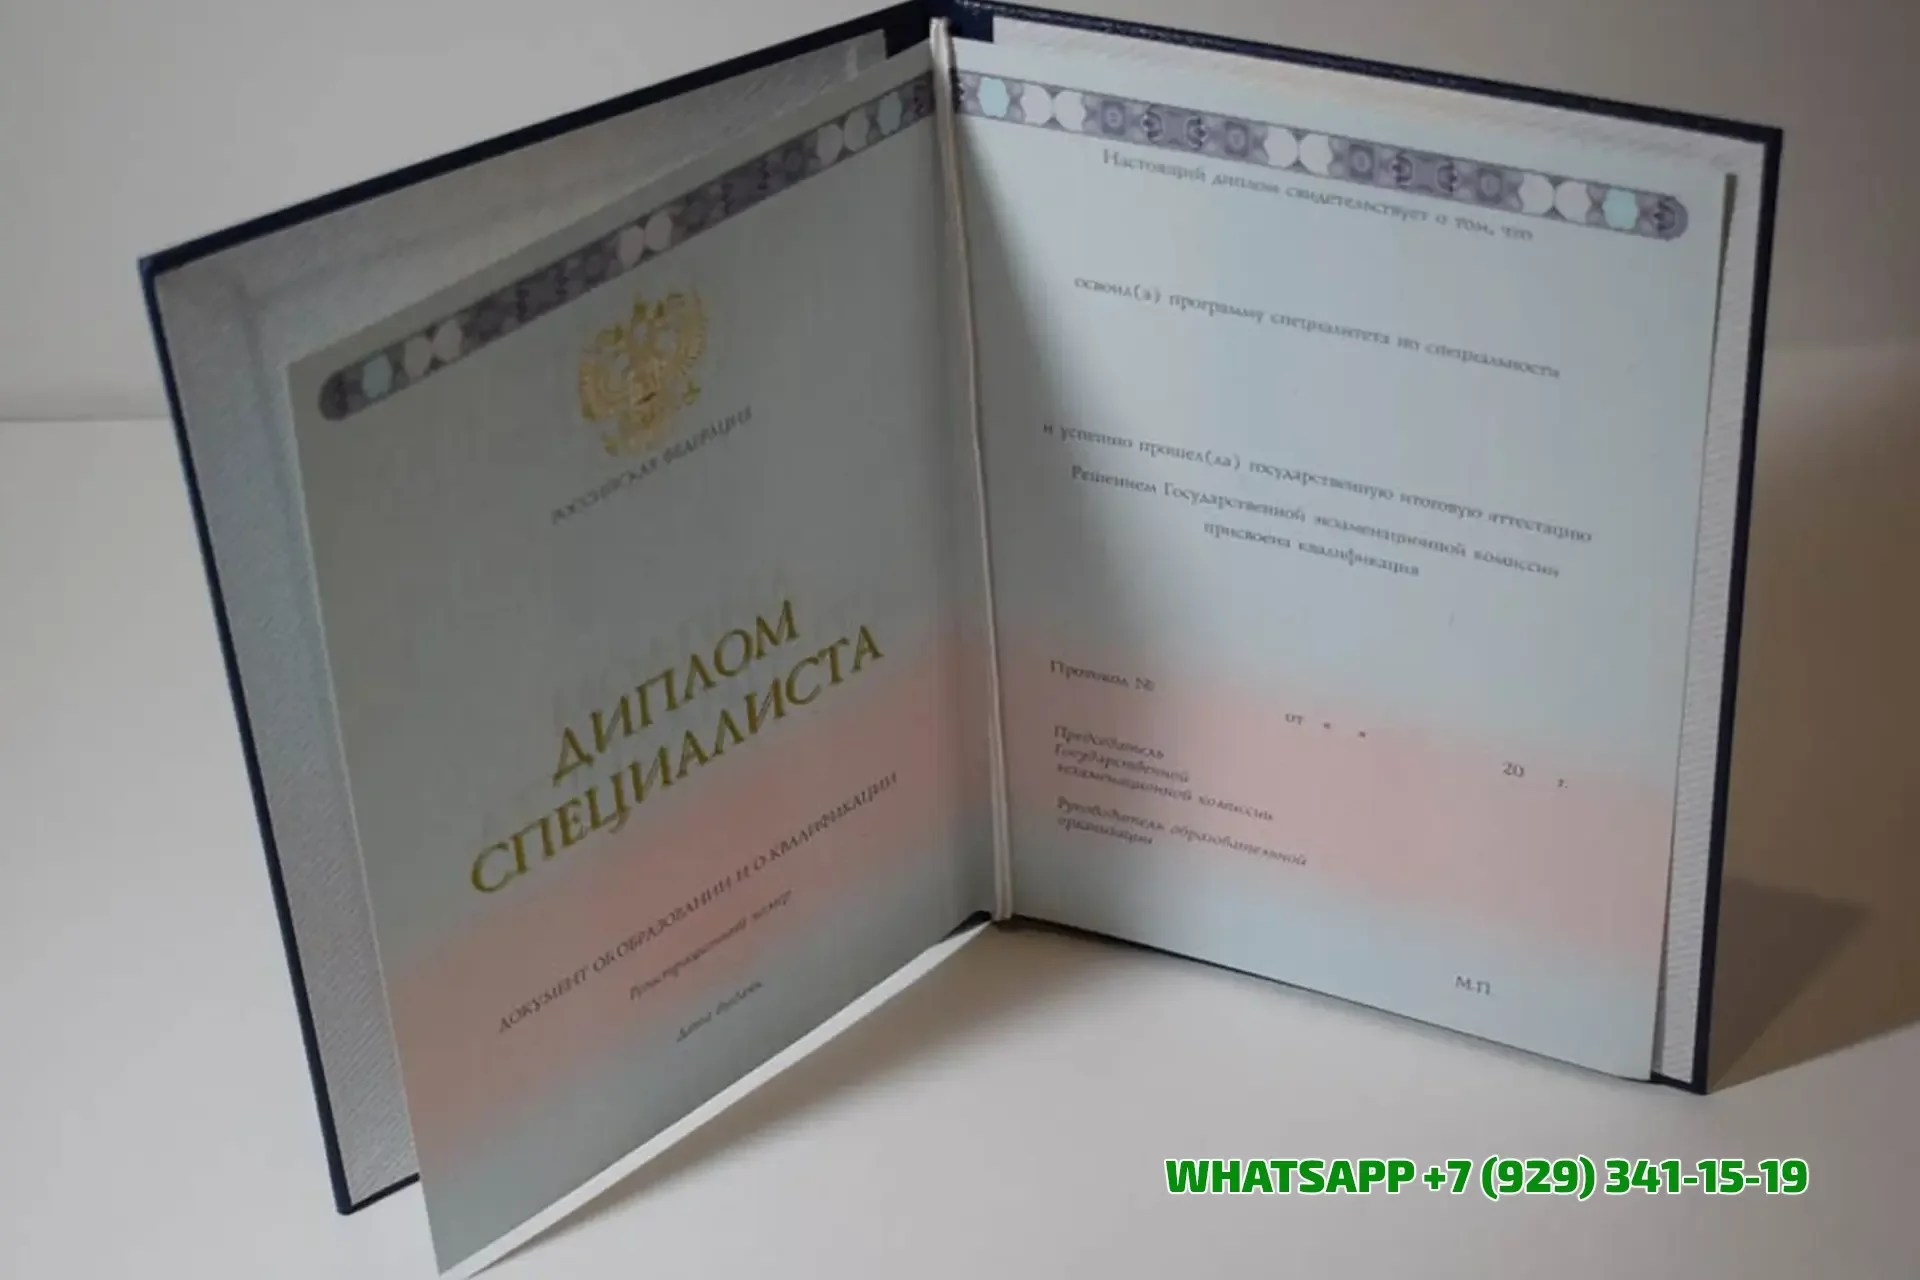 РОССИЙСКАЯ ФЕДЕРАЦИЯ
ДИПЛОМ
СПЕЦИАЛИСТА
ДОКУМЕНТ ОБ ОБРАЗОВАНИИ И О КВАЛИФИКАЦИИ
Регистрационный номер
Дата выдачи
Настоящий диплом свидетельствует о том, что
освоил(а) программу специалитета по специальности
и успешно прошел(ла) государственную итоговую аттестацию
Решением Государственной экзаменационной комиссии
присвоена квалификация
Протокол №
от « »
20 г.
Председатель
Государственной
экзаменационной комиссии
Руководитель образовательной
организации
М.П.
WHATSAPP +7 (929) 341-15-19